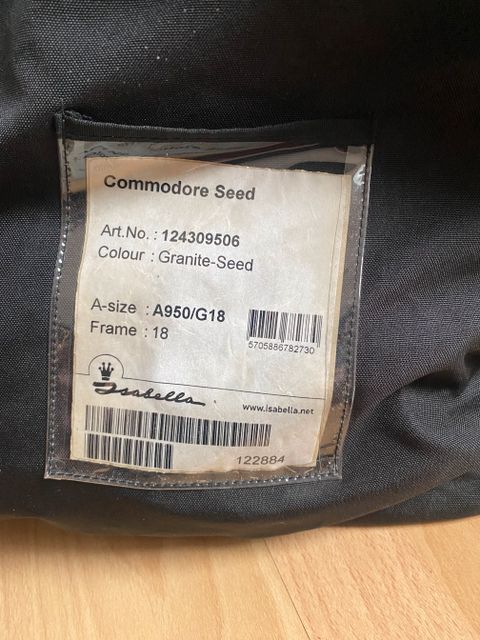 Commodore Seed
Art.No. : 124309506
Colour : Granite-Seed
A-size : A950/G18
Frame : 18
5705886782730
Isabella
www.isabella.net
122884